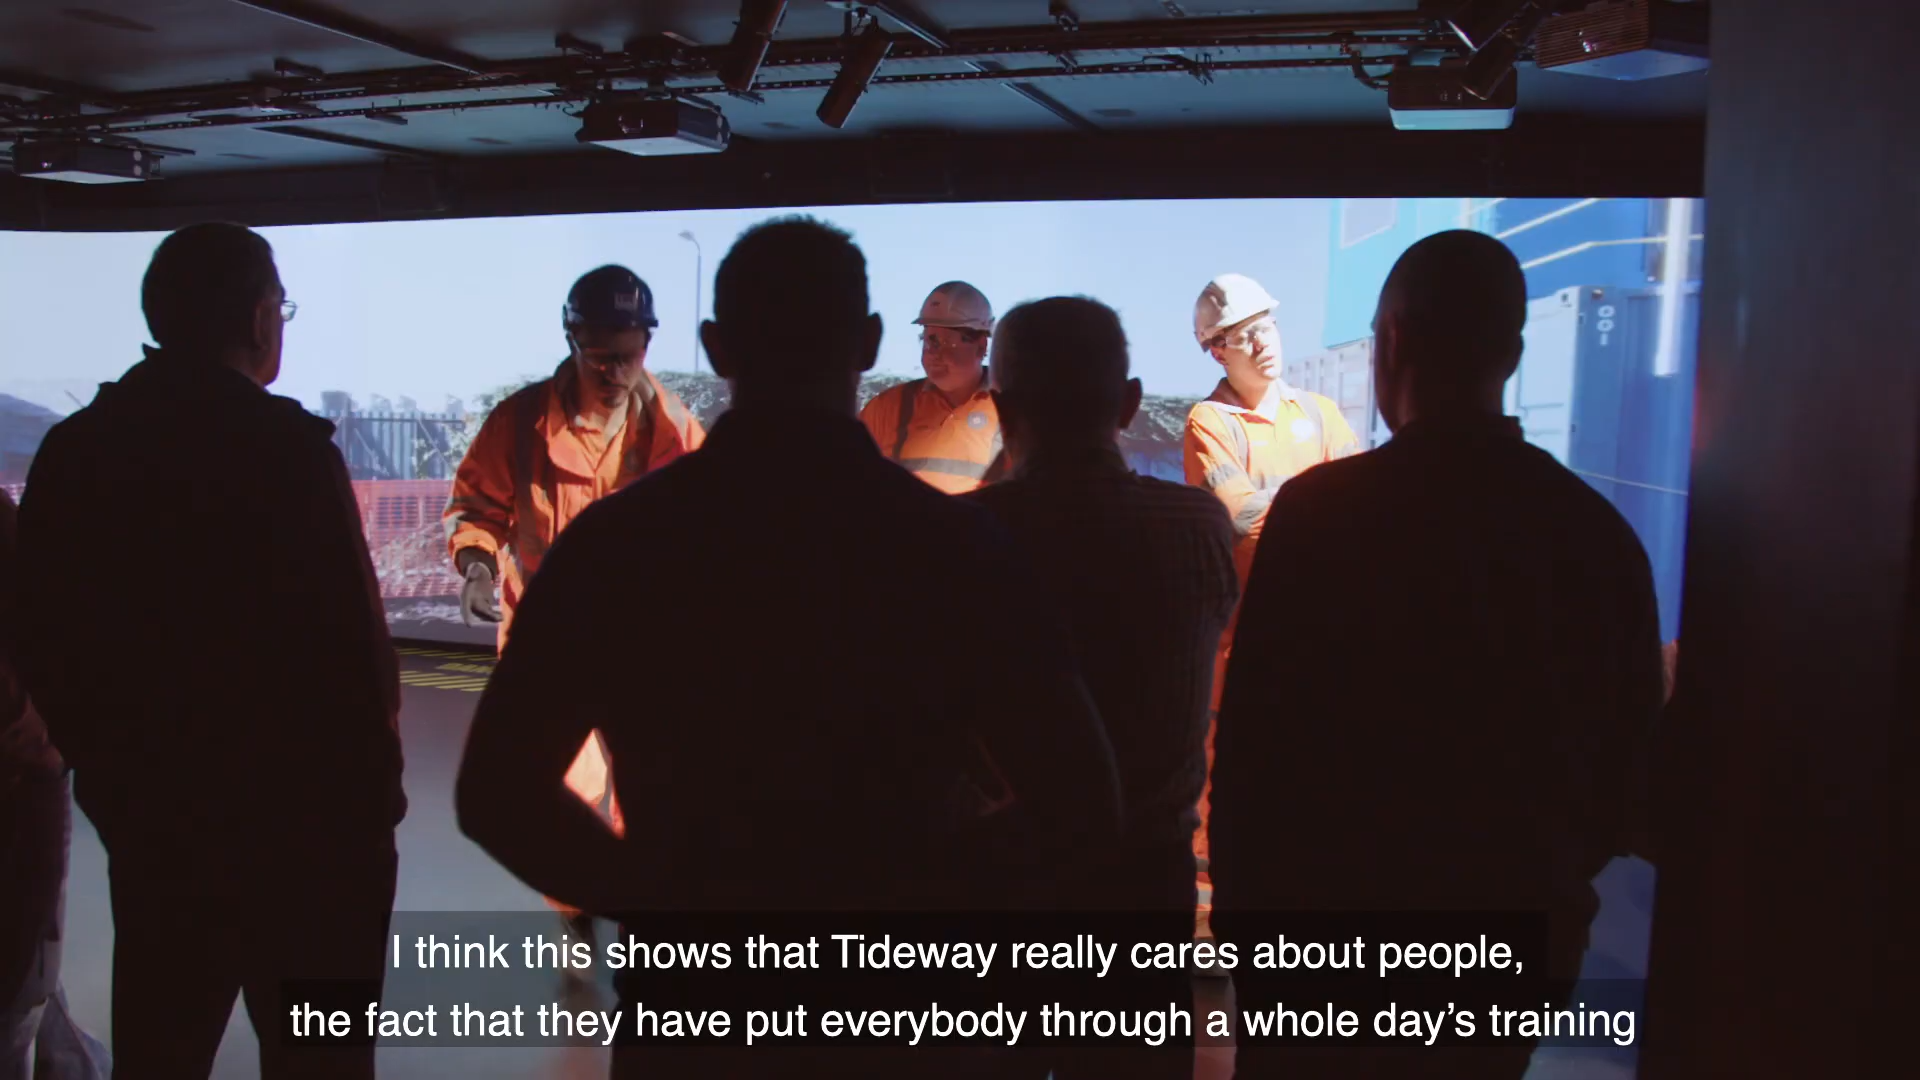 I think this shows that Tideway really cares about people,
the fact that they have put everybody through a whole day’s training